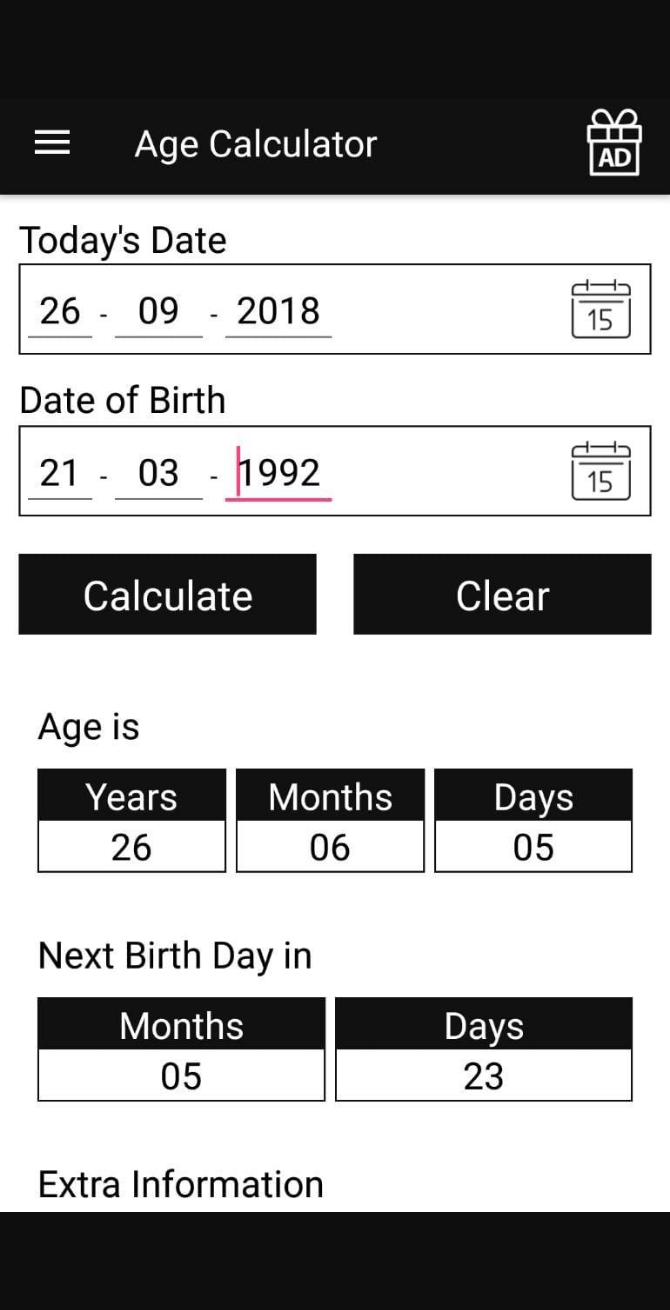 Age Calculator
AD
Today's Date
26 - 09 - 2018
15
Date of Birth
21 - 03 - 1992
15
Calculate Clear
Age is
Years Months Days
26 06 05
Next Birth Day in
Months Days
05 23
Extra Information